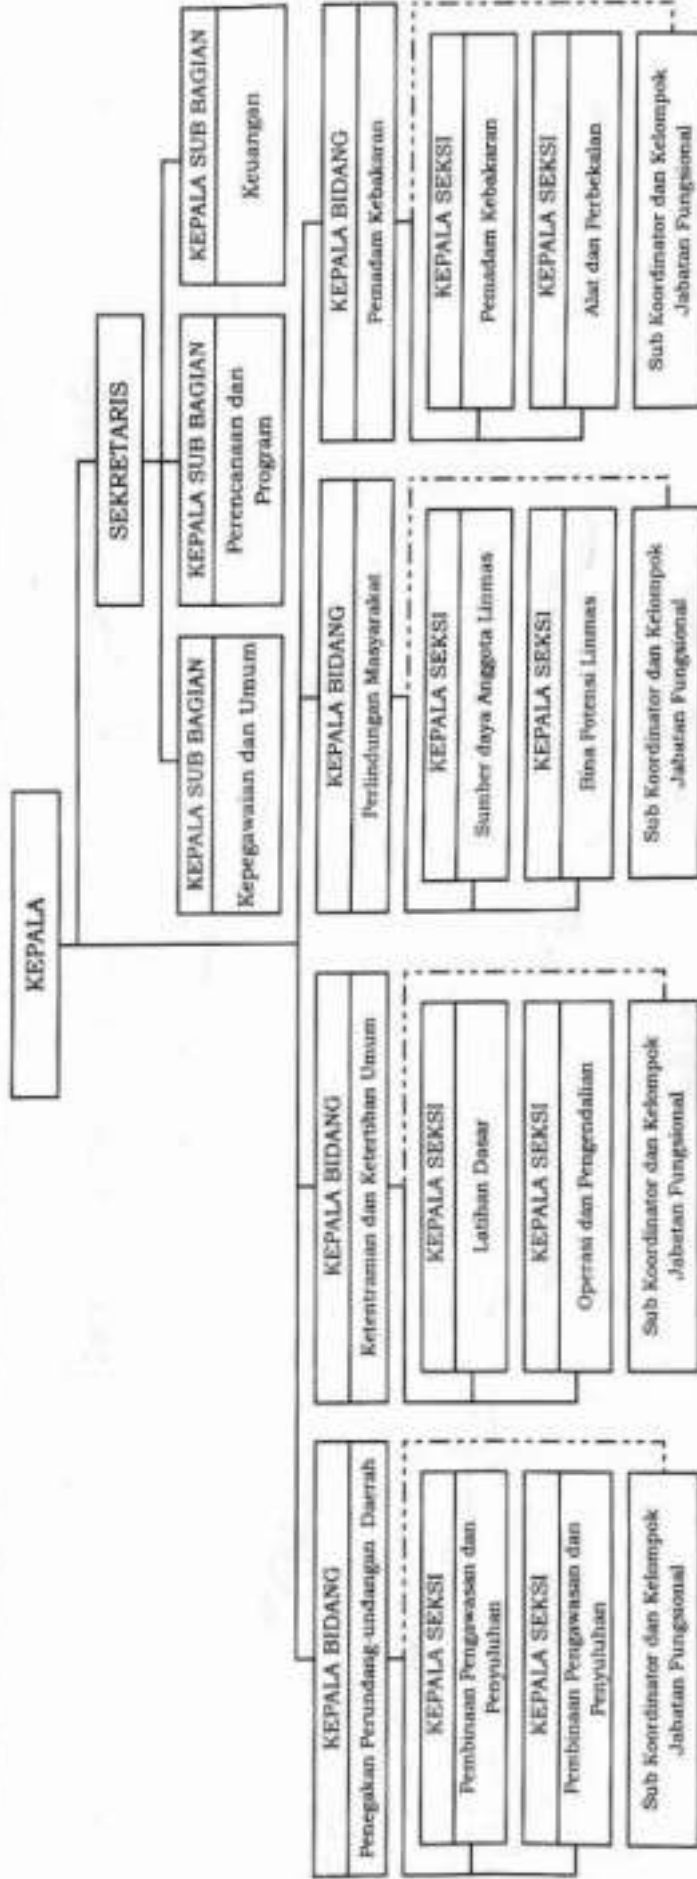 KEPALA
SEKRETARIS
KEPALA SUB BAGIAN
Kepegawaian dan Umum
KEPALA SUB BAGIAN
Perencanaan dan
Program
KEPALA SUB BAGIAN
Keuangan
KEPALA BIDANG
Penegakan Perundang-undangan Daerah
KEPALA SEKSI
Pembinaan Pengawasan dan
Penyuluhan
KEPALA SEKSI
Pembinaan Pengawasan dan
Penyuluhan
Sub Koordinator dan Kelompok
Jabatan Fungsional
KEPALA BIDANG
Ketentraman dan Ketertiban Umum
KEPALA SEKSI
Latihan Dasar
KEPALA SEKSI
Operasi dan Pengendalian
Sub Koordinator dan Kelompok
Jabatan Fungsional
KEPALA BIDANG
Perlindungan Masyarakat
KEPALA SEKSI
Sumber daya Anggota Linmas
KEPALA SEKSI
Bina Potensi Linmas
Sub Koordinator dan Kelompok
Jabatan Fungsional
KEPALA BIDANG
Pemadam Kebakaran
KEPALA SEKSI
Pemadam Kebakaran
KEPALA SEKSI
Alat dan Perbekalan
Sub Koordinator dan Kelompok
Jabatan Fungsional